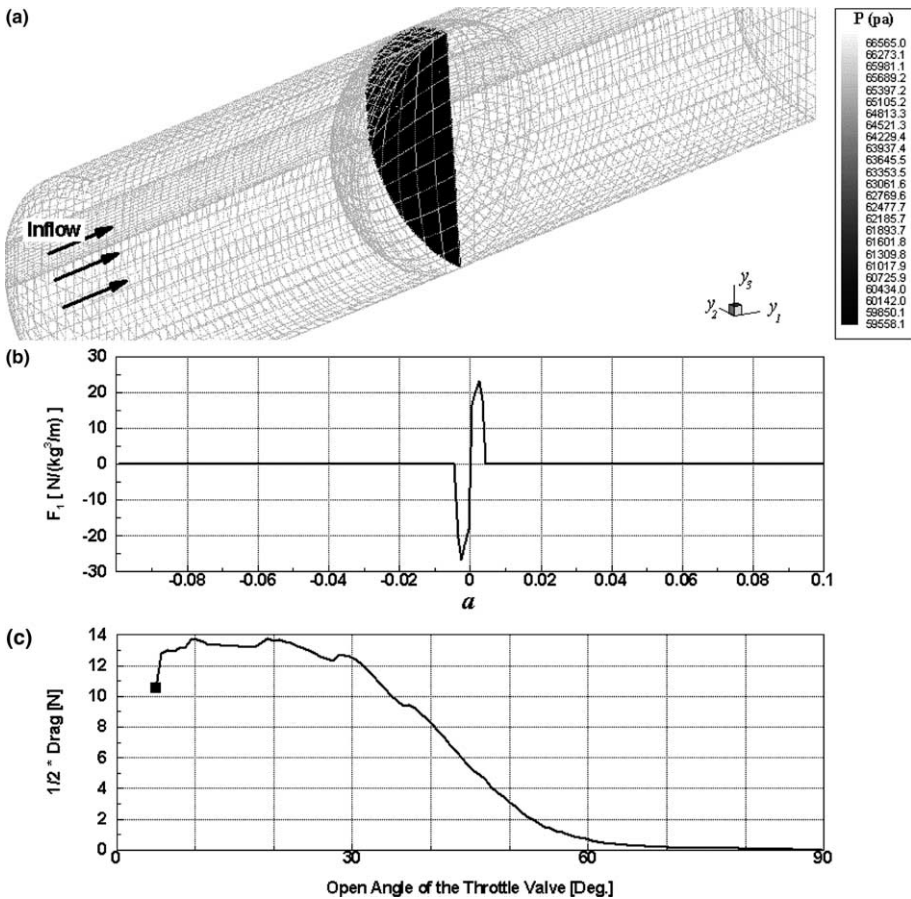 (a)
P (pa)
66565.0
66273.1
65981.1
65689.2
65397.2
65105.2
64813.3
64521.3
64229.4
63937.4
63645.5
63353.5
63061.6
62769.6
62477.7
62185.7
61893.7
61601.8
61309.8
61017.9
60725.9
60434.0
60142.0
59850.1
59558.1
Inflow
y3
y2
y1
(b)
30
20
10
0
-10
-20
-30
F1 [ N/(kg³/m) ]
-0.08 -0.06 -0.04 -0.02 0 0.02 0.04 0.06 0.08 0.1
a
(c)
14
12
10
8
6
4
2
0
1/2 * Drag [N]
0 30 60 90
Open Angle of the Throttle Valve [Deg.]